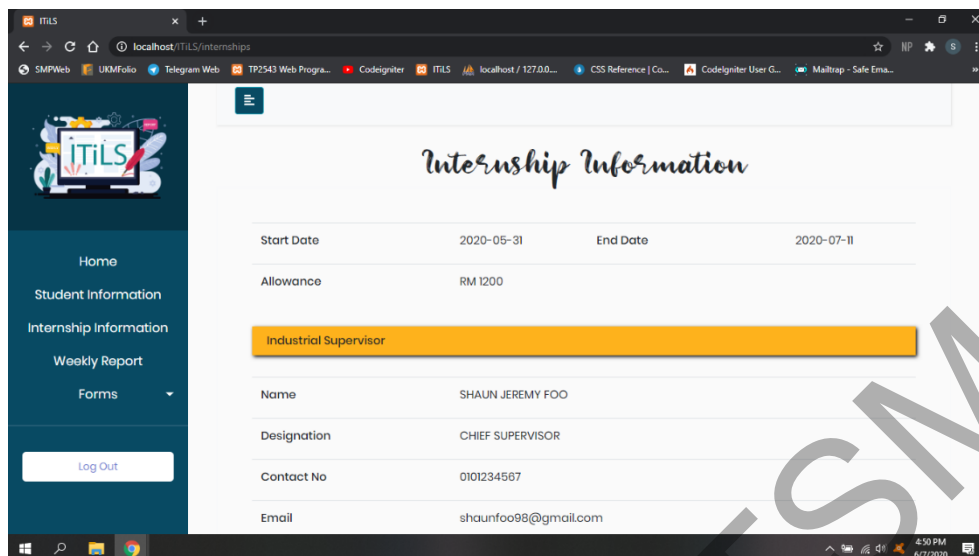 ITiLS
localhost/ITiLS/internships
NP
S
SMPWeb UKMFolio Telegram Web TP2543 Web Progra... Codeigniter ITiLS localhost / 127.0.0.... CSS Reference | Co... CodeIgniter User G... Mailtrap - Safe Ema...
ITiLS
Internship Information
Start Date 2020-05-31 End Date 2020-07-11
Allowance RM 1200
Home
Student Information
Internship Information
Weekly Report
Forms
Log Out
Industrial Supervisor
Name SHAUN JEREMY FOO
Designation CHIEF SUPERVISOR
Contact No 0101234567
Email shaunfoo98@gmail.com
4:50 PM
6/7/2020
TSM